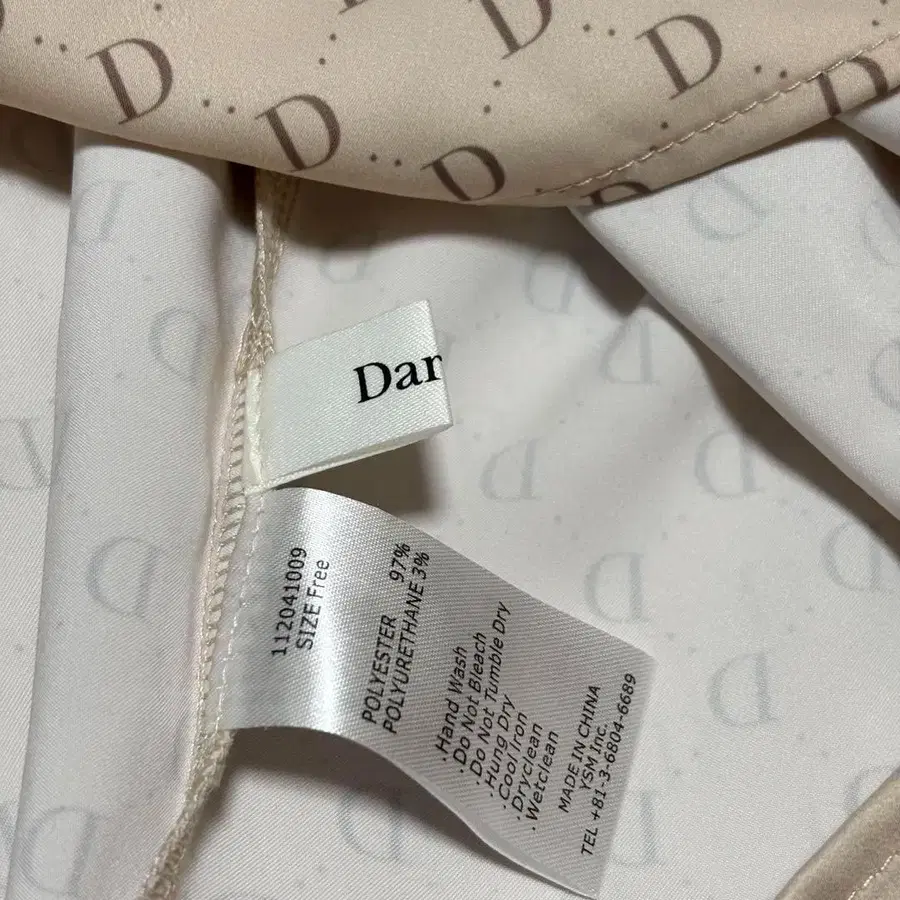 Dar
112041009
SIZE Free
POLYESTER 97%
POLYURETHANE 3%
.Hand Wash
.Do Not Bleach
.Do Not Tumble Dry
.Hung Dry
.Cool Iron
.Dryclean
.Wetclean
MADE IN CHINA
YSM Inc.
TEL +81-3-6804-6689
D
D
D
D
D
D